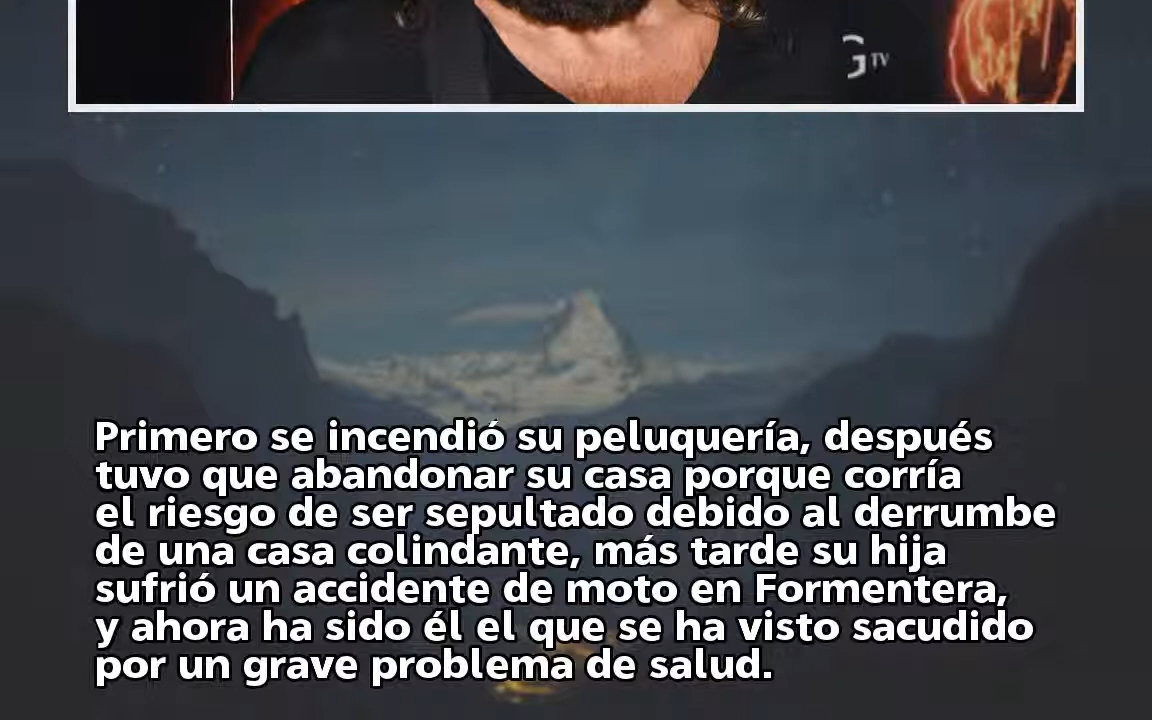 GTV
Primero se incendió su peluquería, después
tuvo que abandonar su casa porque corría
el riesgo de ser sepultado debido al derrumbe
de una casa colindante, más tarde su hija
sufrió un accidente de moto en Formentera,
y ahora ha sido él el que se ha visto sacudido
por un grave problema de salud.